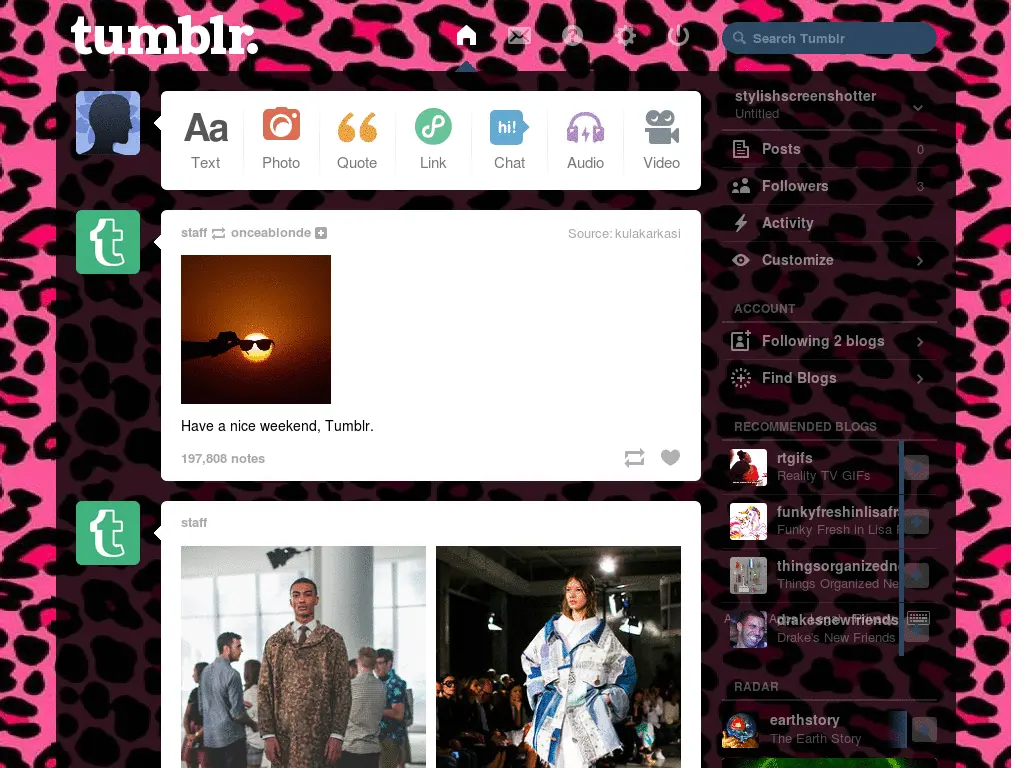 tumblr.
Search Tumblr
stylishscreenshotter
Untitled
Aa
hi!
Text
Photo
Quote
Link
Chat
Audio
Video
Posts
0
Followers
3
Activity
Customize
staff
onceablonde
Source: kulakarkasi
Have a nice weekend, Tumblr.
197,808 notes
ACCOUNT
Following 2 blogs
Find Blogs
RECOMMENDED BLOGS
rtgifs
Reality TV GIFs
funkyfreshinlisafr
Funky Fresh in Lisa
thingsorganizedn
Things Organized Ne
drakesnewfriends
Drake's New Friends
RADAR
earthstory
The Earth Story
t
t
staff